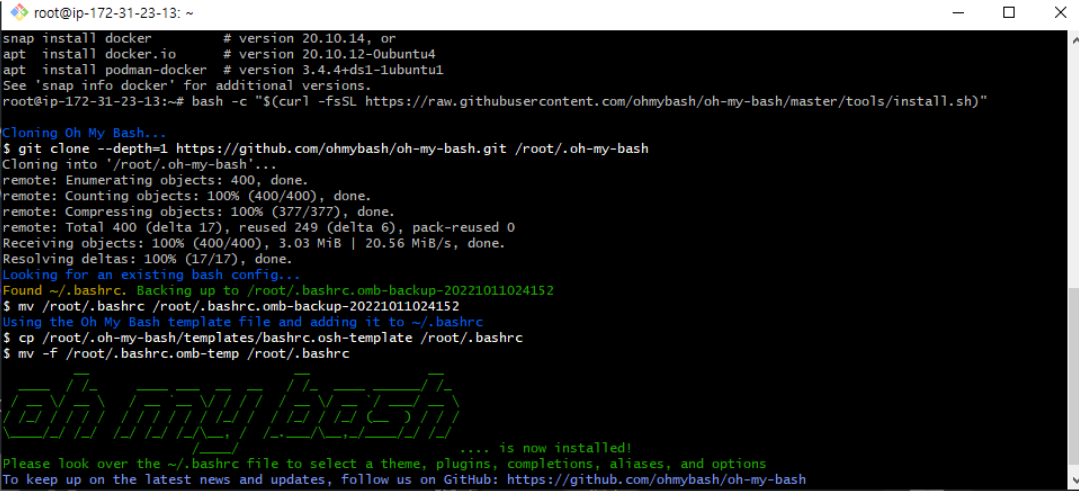 root@ip-172-31-23-13: ~
snap install docker # version 20.10.14, or
apt install docker.io # version 20.10.12-0ubuntu4
apt install podman-docker # version 3.4.4+ds1-1ubuntu1
See 'snap info docker' for additional versions.
root@ip-172-31-23-13:~# bash -c "$(curl -fsSL https://raw.githubusercontent.com/ohmybash/oh-my-bash/master/tools/install.sh)"
Cloning Oh My Bash...
$ git clone --depth=1 https://github.com/ohmybash/oh-my-bash.git /root/.oh-my-bash
Cloning into '/root/.oh-my-bash'...
remote: Enumerating objects: 400, done.
remote: Counting objects: 100% (400/400), done.
remote: Compressing objects: 100% (377/377), done.
remote: Total 400 (delta 17), reused 249 (delta 6), pack-reused 0
Receiving objects: 100% (400/400), 3.03 MiB | 20.56 MiB/s, done.
Resolving deltas: 100% (17/17), done.
Looking for an existing bash config...
Found ~/.bashrc. Backing up to /root/.bashrc.omb-backup-20221011024152
$ mv /root/.bashrc /root/.bashrc.omb-backup-20221011024152
Using the Oh My Bash template file and adding it to ~/.bashrc
$ cp /root/.oh-my-bash/templates/bashrc.osh-template /root/.bashrc
$ mv -f /root/.bashrc.omb-temp /root/.bashrc
oh my bash
.... is now installed!
Please look over the ~/.bashrc file to select a theme, plugins, completions, aliases, and options
To keep up on the latest news and updates, follow us on GitHub: https://github.com/ohmybash/oh-my-bash